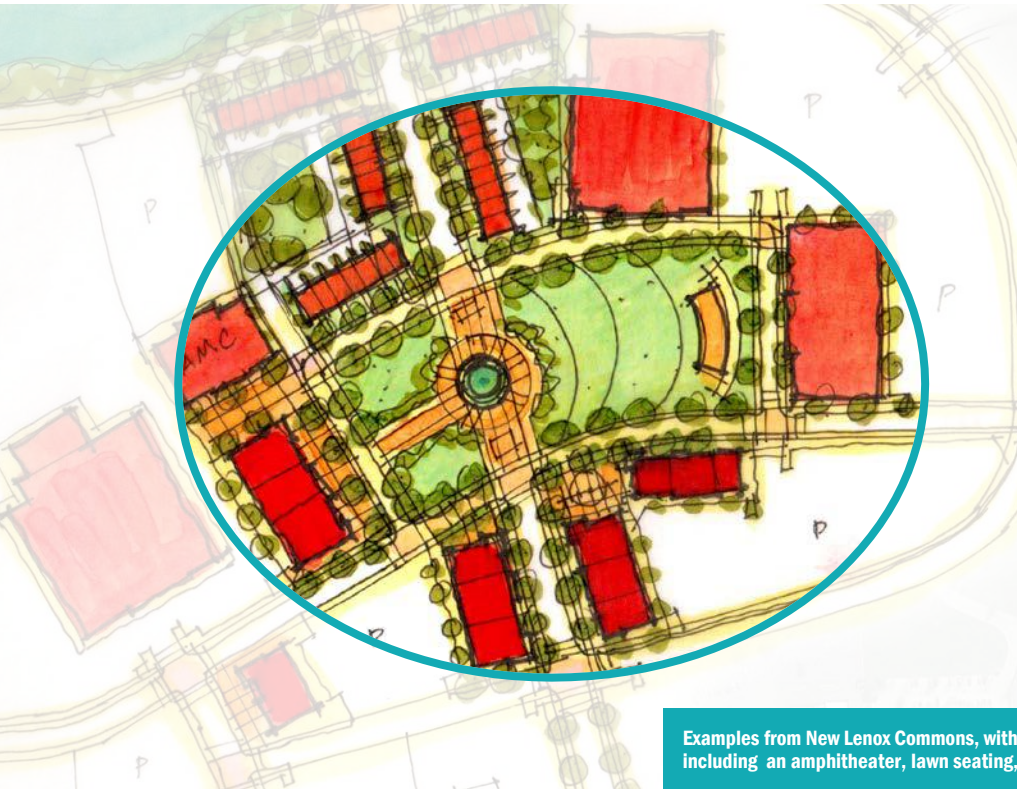 P
P
AMC
P
P
P
P
Examples from New Lenox Commons, with
including an amphitheater, lawn seating,